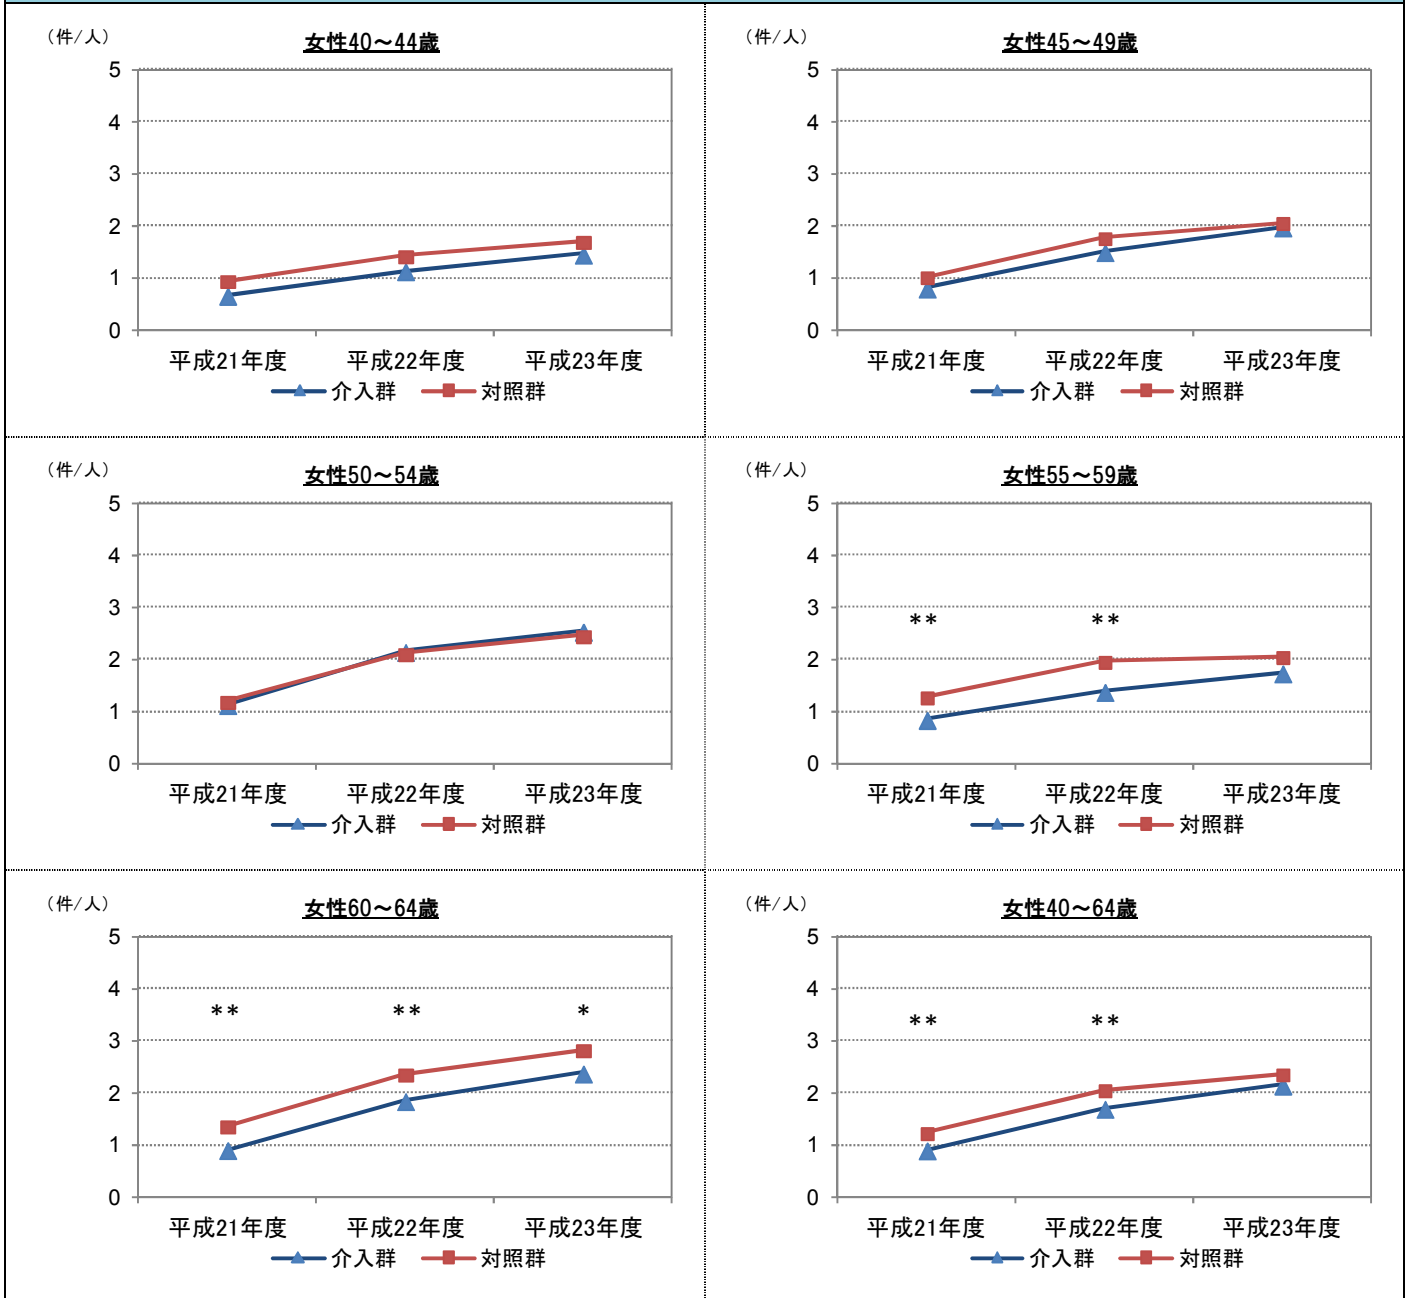 （件/人）
女性40～44歳
5
4
3
2
1
0
平成21年度 平成22年度 平成23年度
介入群 対照群
（件/人）
女性45～49歳
5
4
3
2
1
0
平成21年度 平成22年度 平成23年度
介入群 対照群
（件/人）
女性50～54歳
5
4
3
2
1
0
平成21年度 平成22年度 平成23年度
介入群 対照群
（件/人）
女性55～59歳
5
4
3
** **
2
1
0
平成21年度 平成22年度 平成23年度
介入群 対照群
（件/人）
女性60～64歳
5
4
** ** *
3
2
1
0
平成21年度 平成22年度 平成23年度
介入群 対照群
（件/人）
女性40～64歳
5
4
** **
3
2
1
0
平成21年度 平成22年度 平成23年度
介入群 対照群